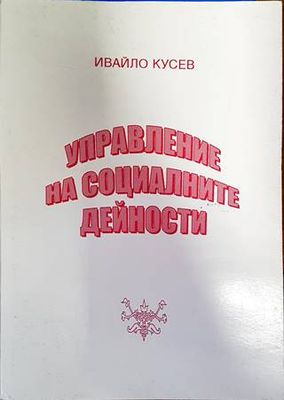 ИВАЙЛО КУСЕВ
УПРАВЛЕНИЕ
НА СОЦИАЛНИТЕ
ДЕЙНОСТИ